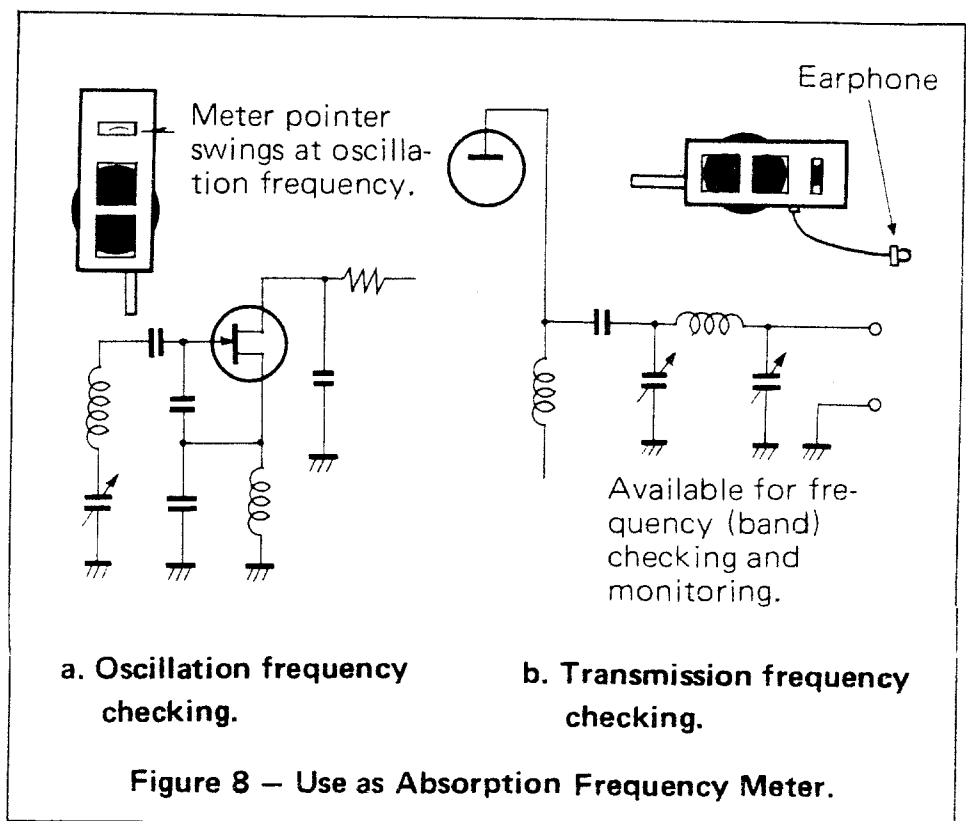 Earphone
Meter pointer
swings at oscilla-
tion frequency.
Available for fre-
quency (band)
checking and
monitoring.
a. Oscillation frequency
checking.
b. Transmission frequency
checking.
Figure 8 — Use as Absorption Frequency Meter.